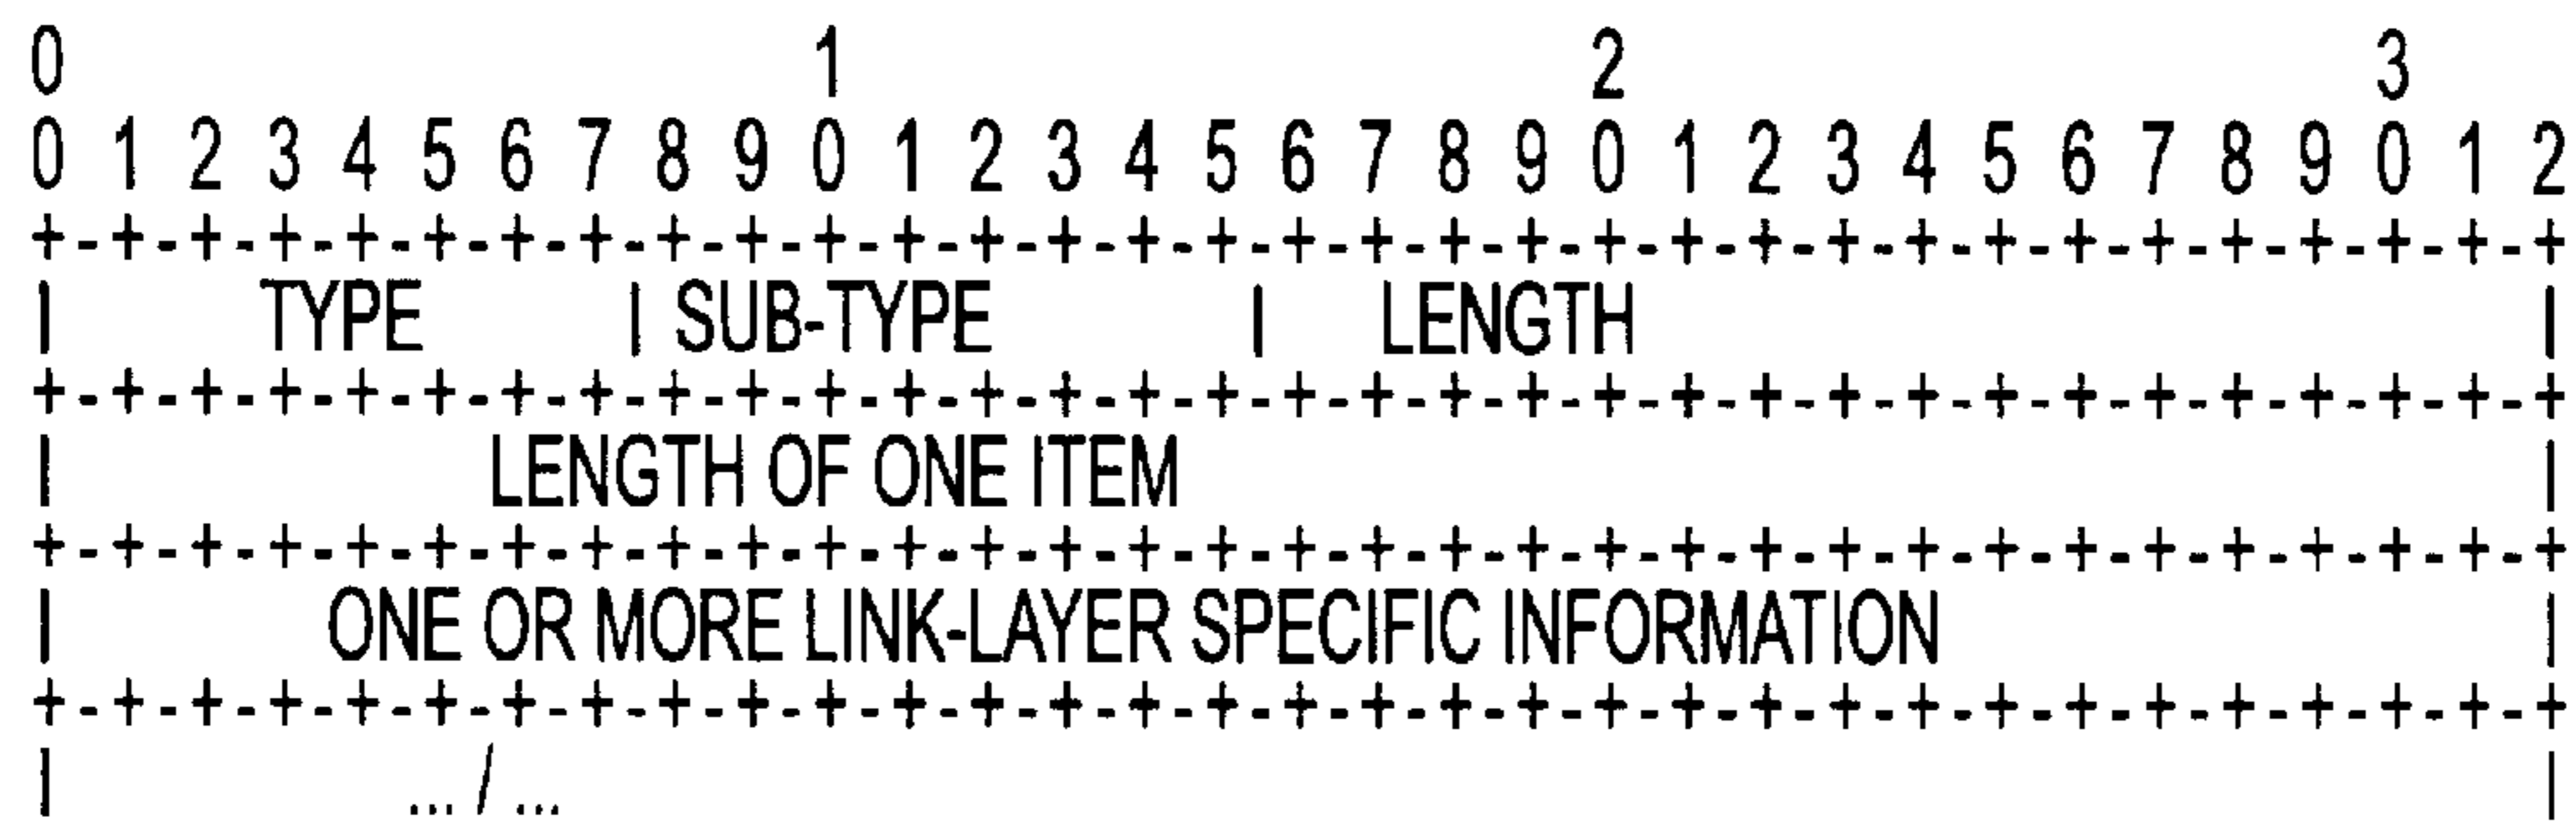 0 1 2 3
0 1 2 3 4 5 6 7 8 9 0 1 2 3 4 5 6 7 8 9 0 1 2 3 4 5 6 7 8 9 0 1 2
+-+-+-+-+-+-+-+-+-+-+-+-+-+-+-+-+-+-+-+-+-+-+-+-+-+-+-+-+-+-+-+-+
| TYPE | SUB-TYPE | LENGTH |
+-+-+-+-+-+-+-+-+-+-+-+-+-+-+-+-+-+-+-+-+-+-+-+-+-+-+-+-+-+-+-+-+
| LENGTH OF ONE ITEM |
+-+-+-+-+-+-+-+-+-+-+-+-+-+-+-+-+-+-+-+-+-+-+-+-+-+-+-+-+-+-+-+-+
| ONE OR MORE LINK-LAYER SPECIFIC INFORMATION |
+-+-+-+-+-+-+-+-+-+-+-+-+-+-+-+-+-+-+-+-+-+-+-+-+-+-+-+-+-+-+-+-+
| ... / ... |